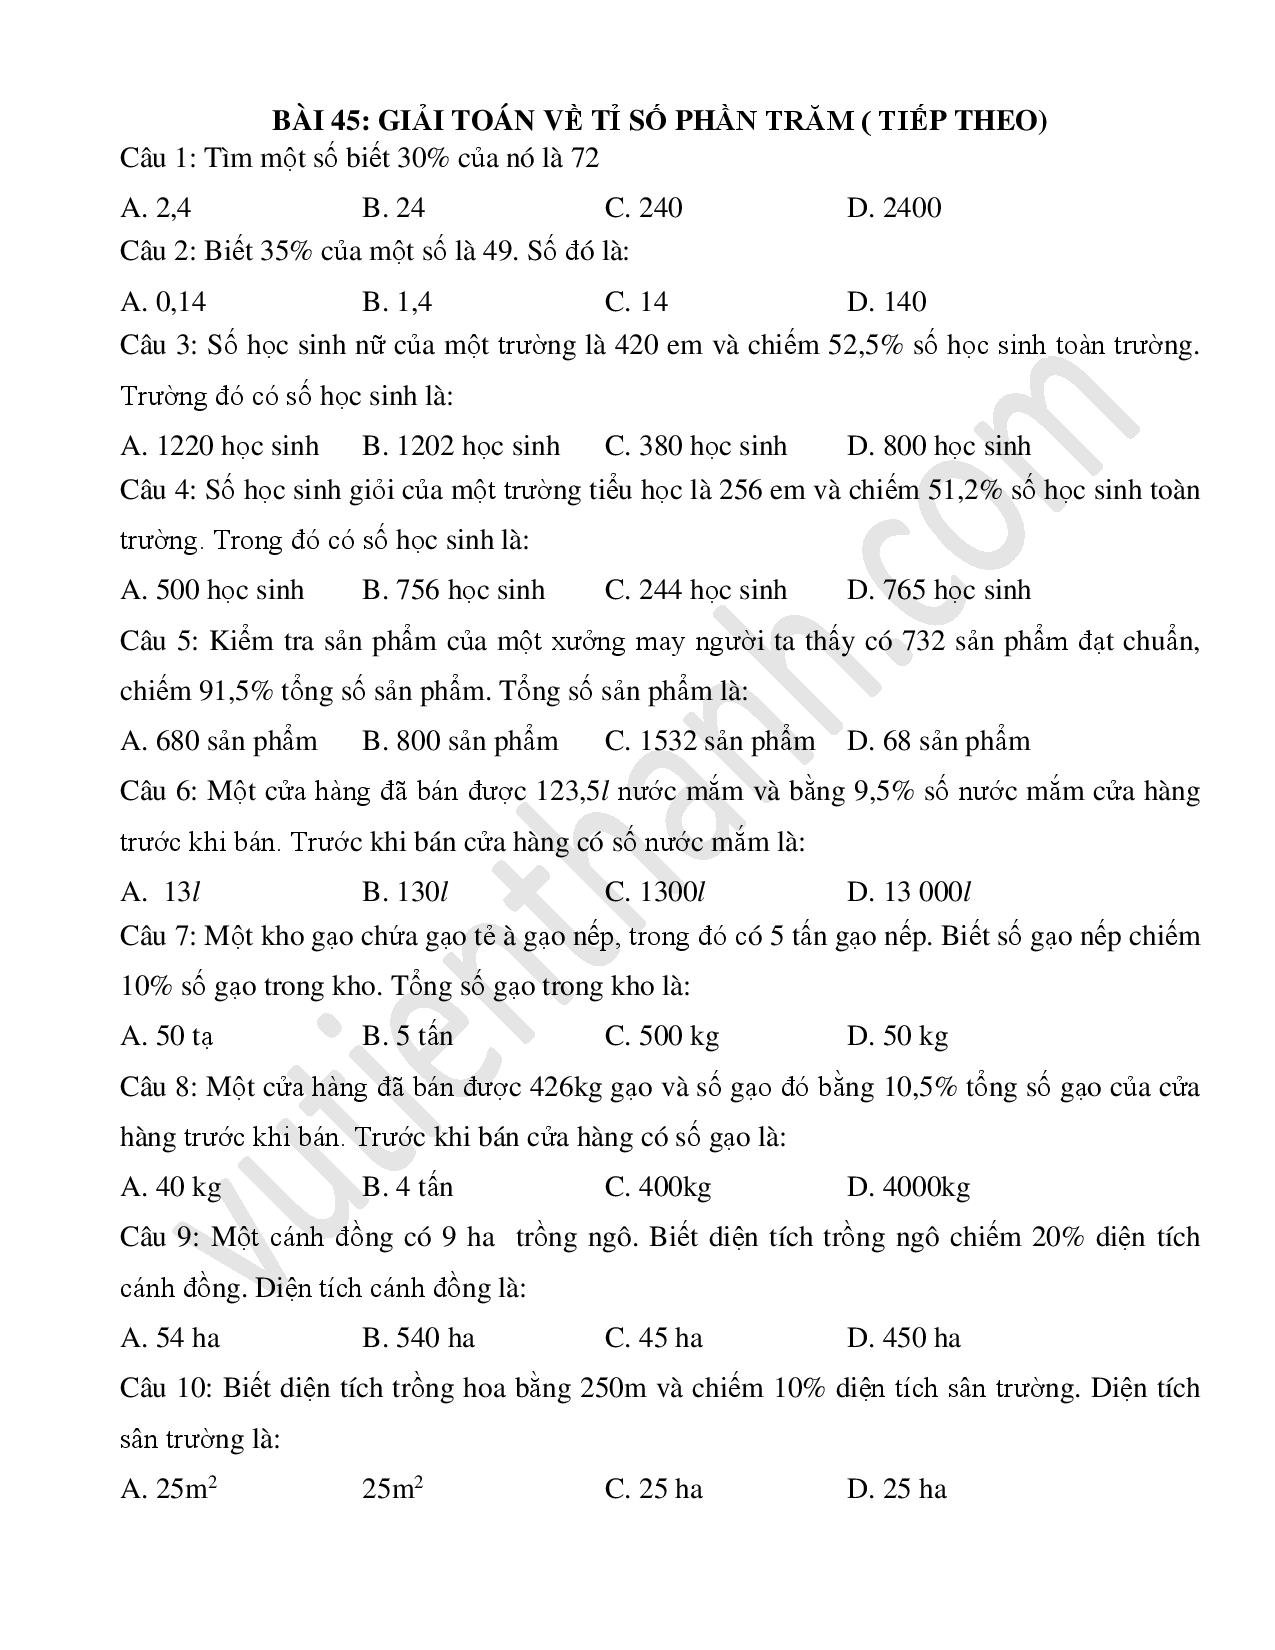 BÀI 45: GIẢI TOÁN VỀ TỈ SỐ PHẦN TRĂM ( TIẾP THEO)
Câu 1: Tìm một số biết 30% của nó là 72
A. 2,4 B. 24 C. 240 D. 2400
Câu 2: Biết 35% của một số là 49. Số đó là:
A. 0,14 B. 1,4 C. 14 D. 140
Câu 3: Số học sinh nữ của một trường là 420 em và chiếm 52,5% số học sinh toàn trường.
Trường đó có số học sinh là:
A. 1220 học sinh B. 1202 học sinh C. 380 học sinh D. 800 học sinh
Câu 4: Số học sinh giỏi của một trường tiểu học là 256 em và chiếm 51,2% số học sinh toàn
trường. Trong đó có số học sinh là:
A. 500 học sinh B. 756 học sinh C. 244 học sinh D. 765 học sinh
Câu 5: Kiểm tra sản phẩm của một xưởng may người ta thấy có 732 sản phẩm đạt chuẩn,
chiếm 91,5% tổng số sản phẩm. Tổng số sản phẩm là:
A. 680 sản phẩm B. 800 sản phẩm C. 1532 sản phẩm D. 68 sản phẩm
Câu 6: Một cửa hàng đã bán được 123,5l nước mắm và bằng 9,5% số nước mắm cửa hàng
trước khi bán. Trước khi bán cửa hàng có số nước mắm là:
A. 13l B. 130l C. 1300l D. 13 000l
Câu 7: Một kho gạo chứa gạo tẻ à gạo nếp, trong đó có 5 tấn gạo nếp. Biết số gạo nếp chiếm
10% số gạo trong kho. Tổng số gạo trong kho là:
A. 50 tạ B. 5 tấn C. 500 kg D. 50 kg
Câu 8: Một cửa hàng đã bán được 426kg gạo và số gạo đó bằng 10,5% tổng số gạo của cửa
hàng trước khi bán. Trước khi bán cửa hàng có số gạo là:
A. 40 kg B. 4 tấn C. 400kg D. 4000kg
Câu 9: Một cánh đồng có 9 ha trồng ngô. Biết diện tích trồng ngô chiếm 20% diện tích
cánh đồng. Diện tích cánh đồng là:
A. 54 ha B. 540 ha C. 45 ha D. 450 ha
Câu 10: Biết diện tích trồng hoa bằng 250m và chiếm 10% diện tích sân trường. Diện tích
sân trường là:
A. 25m² 25m² C. 25 ha D. 25 ha
vutienthanh.com